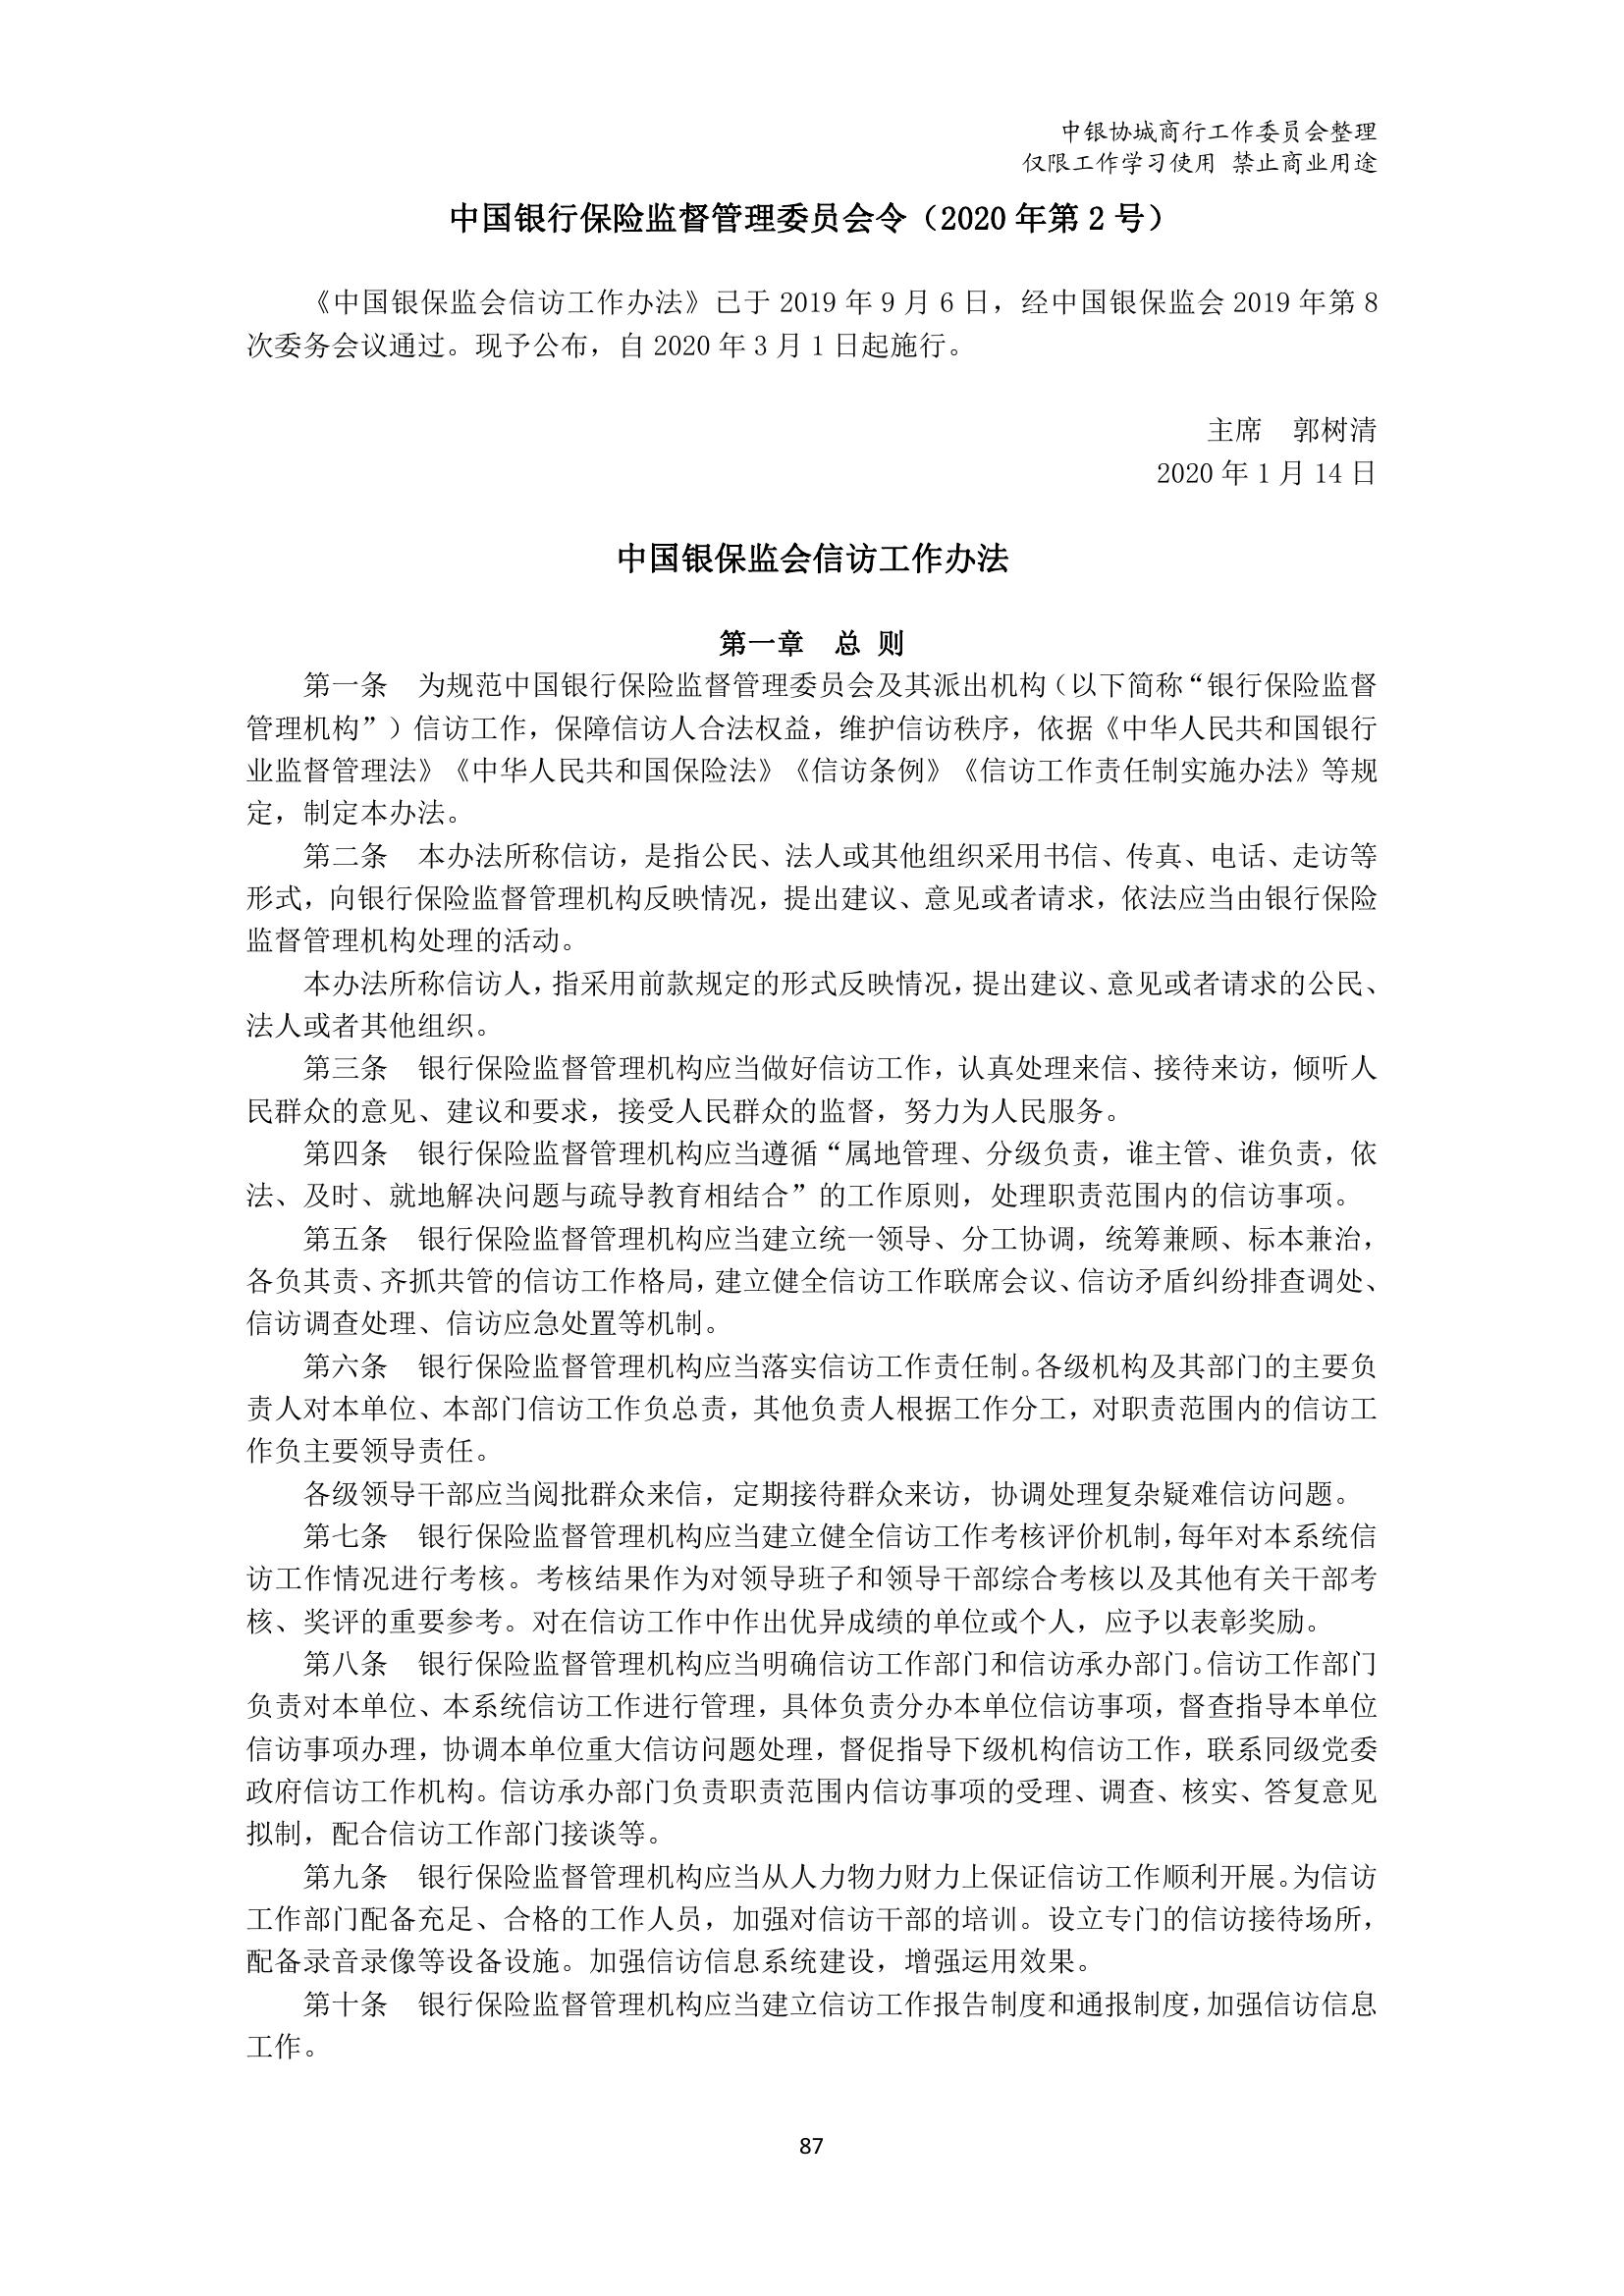 中银协城商行工作委员会整理
仅限工作学习使用 禁止商业用途
中国银行保险监督管理委员会令（2020 年第 2 号）
《中国银保监会信访工作办法》已于 2019 年 9 月 6 日，经中国银保监会 2019 年第 8
次委务会议通过。现予公布，自 2020 年 3 月 1 日起施行。
主席　郭树清
2020 年 1 月 14 日
中国银保监会信访工作办法
第一章　总 则
第一条　为规范中国银行保险监督管理委员会及其派出机构（以下简称“银行保险监督
管理机构”）信访工作，保障信访人合法权益，维护信访秩序，依据《中华人民共和国银行
业监督管理法》《中华人民共和国保险法》《信访条例》《信访工作责任制实施办法》等规
定，制定本办法。
第二条　本办法所称信访，是指公民、法人或其他组织采用书信、传真、电话、走访等
形式，向银行保险监督管理机构反映情况，提出建议、意见或者请求，依法应当由银行保险
监督管理机构处理的活动。
本办法所称信访人，指采用前款规定的形式反映情况，提出建议、意见或者请求的公民、
法人或者其他组织。
第三条　银行保险监督管理机构应当做好信访工作，认真处理来信、接待来访，倾听人
民群众的意见、建议和要求，接受人民群众的监督，努力为人民服务。
第四条　银行保险监督管理机构应当遵循“属地管理、分级负责，谁主管、谁负责，依
法、及时、就地解决问题与疏导教育相结合”的工作原则，处理职责范围内的信访事项。
第五条　银行保险监督管理机构应当建立统一领导、分工协调，统筹兼顾、标本兼治，
各负其责、齐抓共管的信访工作格局，建立健全信访工作联席会议、信访矛盾纠纷排查调处、
信访调查处理、信访应急处置等机制。
第六条　银行保险监督管理机构应当落实信访工作责任制。各级机构及其部门的主要负
责人对本单位、本部门信访工作负总责，其他负责人根据工作分工，对职责范围内的信访工
作负主要领导责任。
各级领导干部应当阅批群众来信，定期接待群众来访，协调处理复杂疑难信访问题。
第七条　银行保险监督管理机构应当建立健全信访工作考核评价机制，每年对本系统信
访工作情况进行考核。考核结果作为对领导班子和领导干部综合考核以及其他有关干部考
核、奖评的重要参考。对在信访工作中作出优异成绩的单位或个人，应予以表彰奖励。
第八条　银行保险监督管理机构应当明确信访工作部门和信访承办部门。信访工作部门
负责对本单位、本系统信访工作进行管理，具体负责分办本单位信访事项，督查指导本单位
信访事项办理，协调本单位重大信访问题处理，督促指导下级机构信访工作，联系同级党委
政府信访工作机构。信访承办部门负责职责范围内信访事项的受理、调查、核实、答复意见
拟制，配合信访工作部门接谈等。
第九条　银行保险监督管理机构应当从人力物力财力上保证信访工作顺利开展。为信访
工作部门配备充足、合格的工作人员，加强对信访干部的培训。设立专门的信访接待场所，
配备录音录像等设备设施。加强信访信息系统建设，增强运用效果。
第十条　银行保险监督管理机构应当建立信访工作报告制度和通报制度，加强信访信息
工作。
87